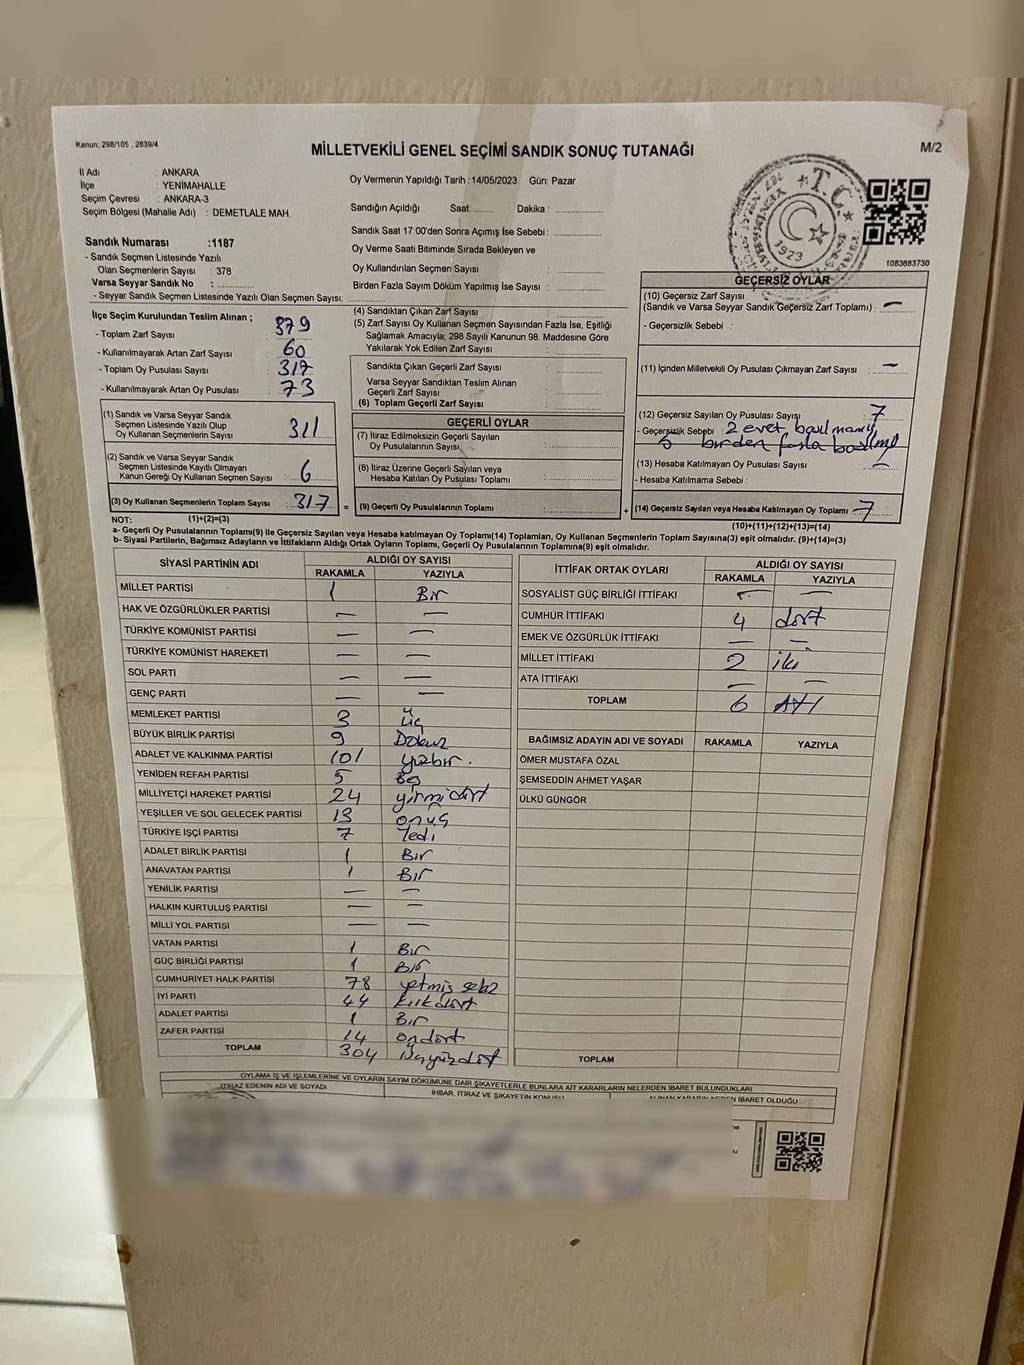 Kanun; 298/105 , 2839/4
MİLLETVEKİLİ GENEL SEÇİMİ SANDIK SONUÇ TUTANAĞI
M/2
İl Adı : ANKARA
İlçe : YENİMAHALLE
Seçim Çevresi : ANKARA-3
Seçim Bölgesi (Mahalle Adı) : DEMETLALE MAH.
Oy Vermenin Yapıldığı Tarih :14/05/2023 Gün: Pazar
Sandığın Açıldığı Saat: ........ Dakika : ...............
Sandık Saat 17:00'den Sonra Açımış İse Sebebi : ...............
Oy Verme Saati Bitiminde Sırada Bekleyen ve
Oy Kullandırılan Seçmen Sayısı : ...............
Birden Fazla Sayım Döküm Yapılmış İse Sayısı : ...............
T.C.
1923
1083683730
Sandık Numarası :1187
- Sandık Seçmen Listesinde Yazılı
Olan Seçmenlerin Sayısı : 378
Varsa Seyyar Sandık No : ...............
- Seyyar Sandık Seçmen Listesinde Yazılı Olan Seçmen Sayısı: ...............
İlçe Seçim Kurulundan Teslim Alınan ;
- Toplam Zarf Sayısı : 379
- Kullanılmayarak Artan Zarf Sayısı : 60
- Toplam Oy Pusulası Sayısı : 317
- Kullanılmayarak Artan Oy Pusulası : 73
(1) Sandık ve Varsa Seyyar Sandık
Seçmen Listesinde Yazılı Olup
Oy Kullanan Seçmenlerin Sayısı : 311
(2) Sandık ve Varsa Seyyar Sandık
Seçmen Listesinde Kayıtlı Olmayan
Kanun Gereği Oy Kullanan Seçmen Sayısı : 6
(3) Oy Kullanan Seçmenlerin Toplam Sayısı : 317 =
(4) Sandıktan Çıkan Zarf Sayısı : ...............
(5) Zarf Sayısı Oy Kullanan Seçmen Sayısından Fazla İse, Eşitliği
Sağlamak Amacıyla; 298 Sayılı Kanunun 98. Maddesine Göre
Yakılarak Yok Edilen Zarf Sayısı : ...............
Sandıkta Çıkan Geçerli Zarf Sayısı : ...............
Varsa Seyyar Sandıktan Teslim Alınan
Geçerli Zarf Sayısı : ...............
(6) Toplam Geçerli Zarf Sayısı : ...............
GEÇERLİ OYLAR
(7) İtiraz Edilmeksizin Geçerli Sayılan
Oy Pusulasının Sayısı : ...............
(8) İtiraz Üzerine Geçerli Sayılan veya
Hesaba Katılan Oy Pusulası Toplamı : ...............
(9) Geçerli Oy Pusulalarının Toplamı : ............... +
GEÇERSİZ OYLAR
(10) Geçersiz Zarf Sayısı
(Sandık ve Varsa Seyyar Sandık Geçersiz Zarf Toplamı) : —
- Geçersizlik Sebebi :
(11) İçinden Milletvekili Oy Pusulası Çıkmayan Zarf Sayısı : —
(12) Geçersiz Sayılan Oy Pusulası Sayısı : 7
- Geçersizlik Sebebi : 2 evet basılmamış
5 birden fazla basılmış
(13) Hesaba Katılmayan Oy Pusulası Sayısı : —
- Hesaba Katılmama Sebebi :
(14) Geçersiz Sayılan veya Hesaba Katılmayan Oy Toplamı : 7
NOT: (1)+(2)=(3)
(10)+(11)+(12)+(13)=(14)
a- Geçerli Oy Pusulalarının Toplamı(9) ile Geçersiz Sayılan veya Hesaba katılmayan Oy Toplamı(14) Toplamları, Oy Kullanan Seçmenlerin Toplam Sayısına(3) eşit olmalıdır. (9)+(14)=(3)
b- Siyasi Partilerin, Bağımsız Adayların ve İttifakların Aldığı Ortak Oyların Toplamı, Geçerli Oy Pusulalarının Toplamına(9) eşit olmalıdır.
SİYASİ PARTİNİN ADI ALDIĞI OY SAYISI
RAKAMLA YAZIYLA
MİLLET PARTİSİ 1 Bir
HAK VE ÖZGÜRLÜKLER PARTİSİ — —
TÜRKİYE KOMÜNİST PARTİSİ — —
TÜRKİYE KOMÜNİST HAREKETİ — —
SOL PARTİ — —
GENÇ PARTİ — —
MEMLEKET PARTİSİ 3 üç
BÜYÜK BİRLİK PARTİSİ 9 Dokuz
ADALET VE KALKINMA PARTİSİ 101 yüzbir.
YENİDEN REFAH PARTİSİ 5 Beş
MİLLİYETÇİ HAREKET PARTİSİ 24 yirmidört
YEŞİLLER VE SOL GELECEK PARTİSİ 13 onüç
TÜRKİYE İŞÇİ PARTİSİ 7 Yedi
ADALET BİRLİK PARTİSİ 1 Bir
ANAVATAN PARTİSİ 1 Bir
YENİLİK PARTİSİ — —
HALKIN KURTULUŞ PARTİSİ — —
MİLLİ YOL PARTİSİ — —
VATAN PARTİSİ 1 Bir
GÜÇ BİRLİĞİ PARTİSİ 1 Bir
CUMHURİYET HALK PARTİSİ 78 yetmiş sekiz
İYİ PARTİ 44 kırkdört
ADALET PARTİSİ 1 Bir
ZAFER PARTİSİ 14 ondört
TOPLAM 304 Üçyüzdört
İTTİFAK ORTAK OYLARI ALDIĞI OY SAYISI
RAKAMLA YAZIYLA
SOSYALİST GÜÇ BİRLİĞİ İTTİFAKI — —
CUMHUR İTTİFAKI 4 dört
EMEK VE ÖZGÜRLÜK İTTİFAKI — —
MİLLET İTTİFAKI 2 iki
ATA İTTİFAKI — —
TOPLAM 6 Altı
BAĞIMSIZ ADAYIN ADI VE SOYADI RAKAMLA YAZIYLA
ÖMER MUSTAFA ÖZAL
ŞEMSEDDİN AHMET YAŞAR
ÜLKÜ GÜNGÖR
TOPLAM
OYLAMA İŞ VE İŞLEMLERİNE VE OYLARIN SAYIM DÖKÜMÜNE DAİR ŞİKAYETLERLE BUNLARA AİT KARARLARIN NELERDEN İBARET BULUNDUKLARI
İTİRAZ EDENİN ADI VE SOYADI İHBAR, İTİRAZ VE ŞİKAYETİN KONUSU ALINAN KARARIN NEDEN İBARET OLDUĞU